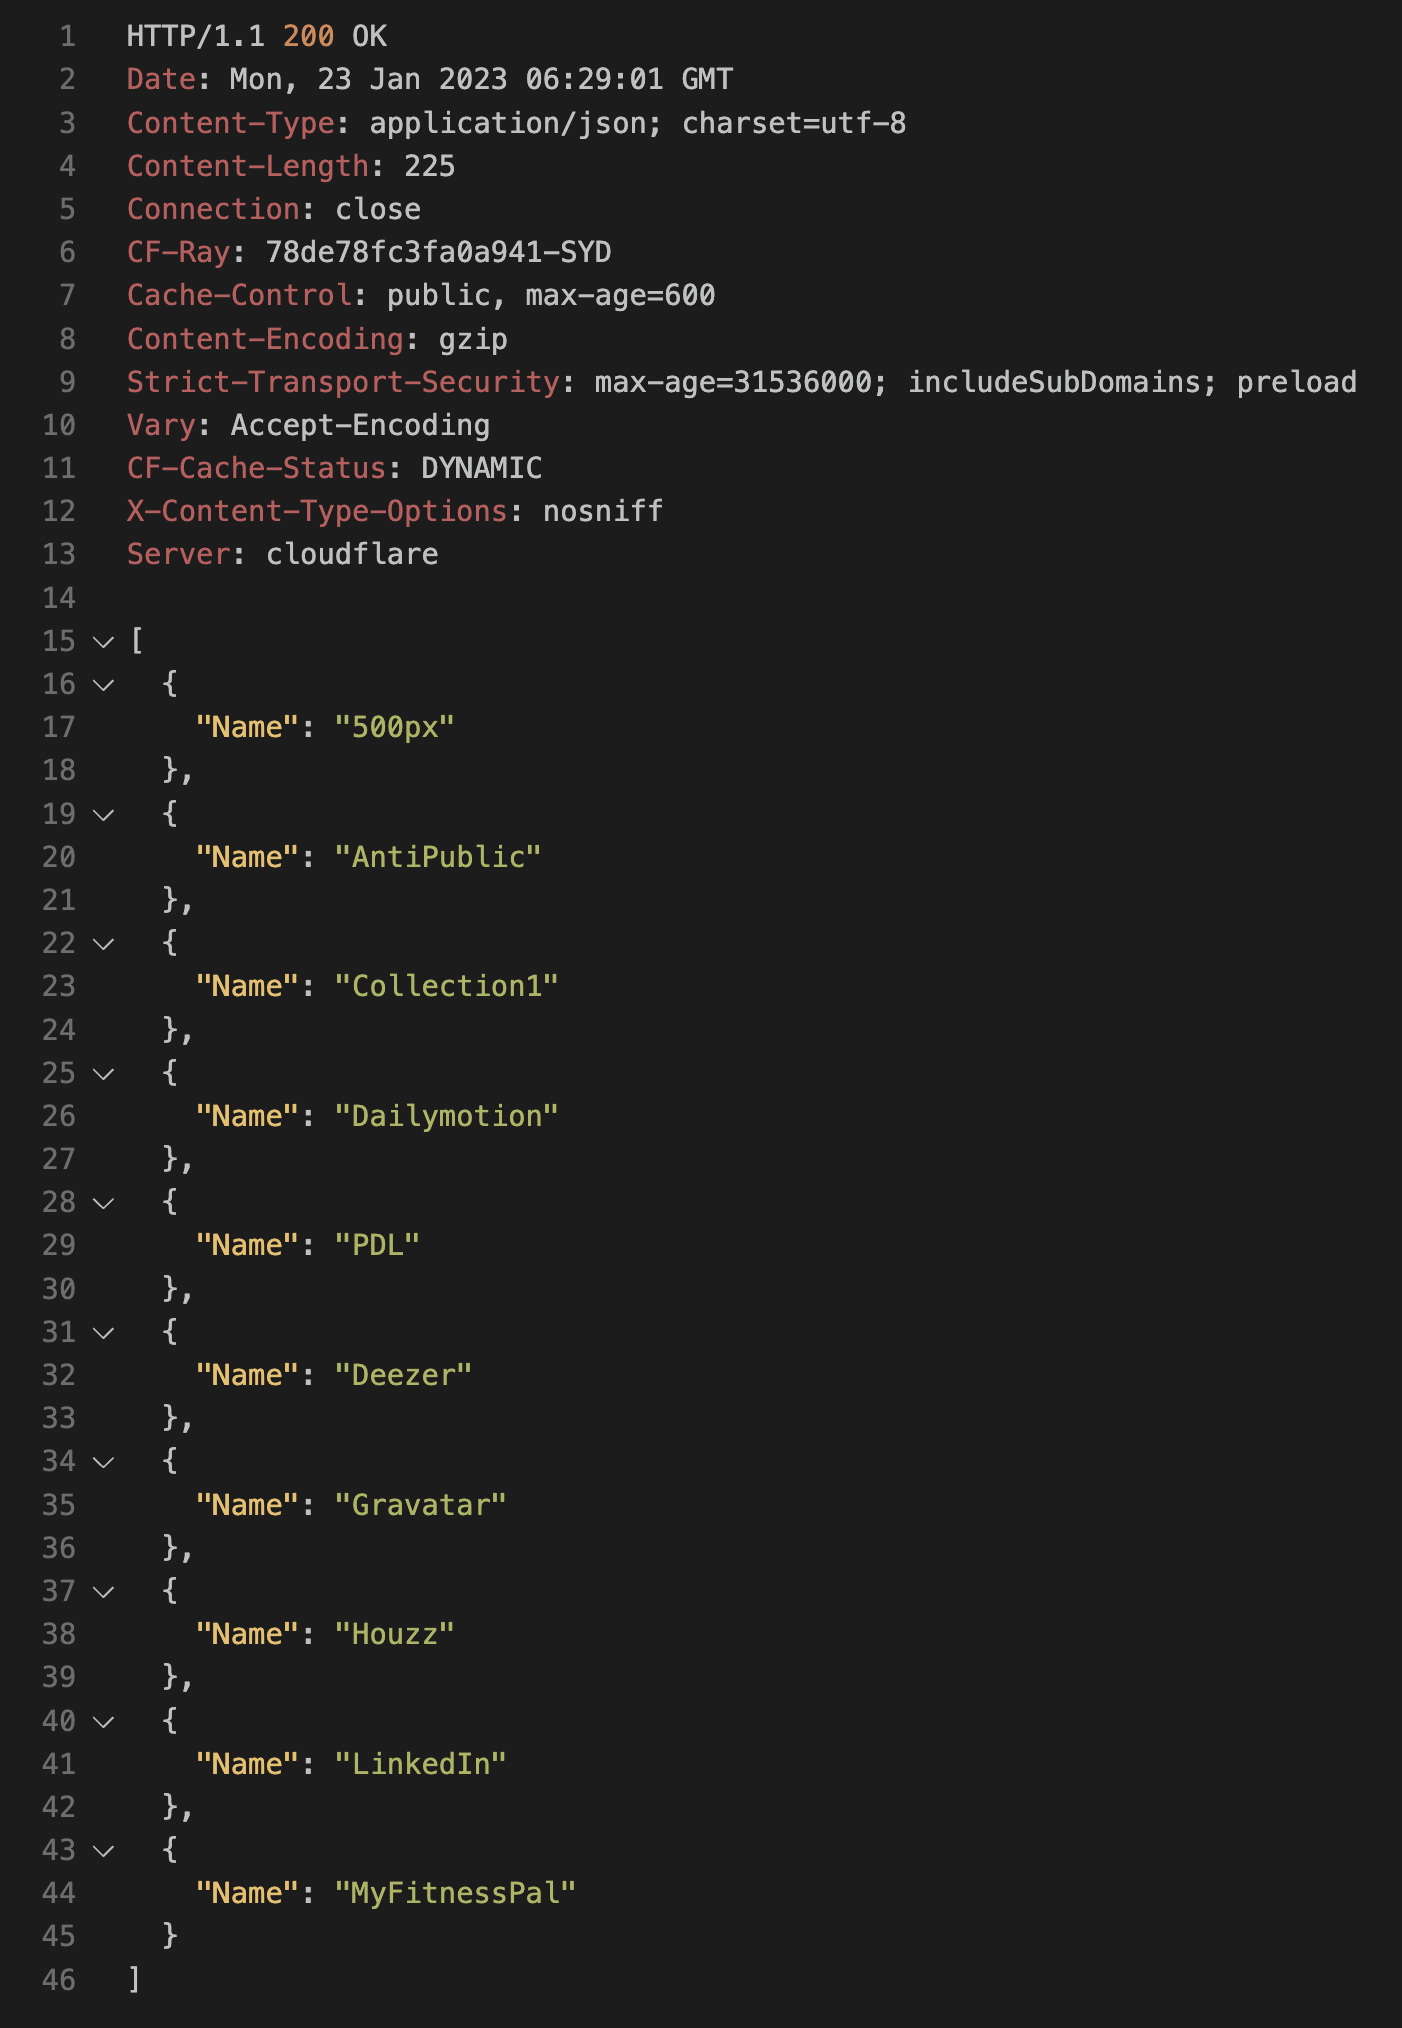 1 HTTP/1.1 200 OK
2 Date: Mon, 23 Jan 2023 06:29:01 GMT
3 Content-Type: application/json; charset=utf-8
4 Content-Length: 225
5 Connection: close
6 CF-Ray: 78de78fc3fa0a941-SYD
7 Cache-Control: public, max-age=600
8 Content-Encoding: gzip
9 Strict-Transport-Security: max-age=31536000; includeSubDomains; preload
10 Vary: Accept-Encoding
11 CF-Cache-Status: DYNAMIC
12 X-Content-Type-Options: nosniff
13 Server: cloudflare
14
15 [
16   {
17     "Name": "500px"
18   },
19   {
20     "Name": "AntiPublic"
21   },
22   {
23     "Name": "Collection1"
24   },
25   {
26     "Name": "Dailymotion"
27   },
28   {
29     "Name": "PDL"
30   },
31   {
32     "Name": "Deezer"
33   },
34   {
35     "Name": "Gravatar"
36   },
37   {
38     "Name": "Houzz"
39   },
40   {
41     "Name": "LinkedIn"
42   },
43   {
44     "Name": "MyFitnessPal"
45   }
46 ]